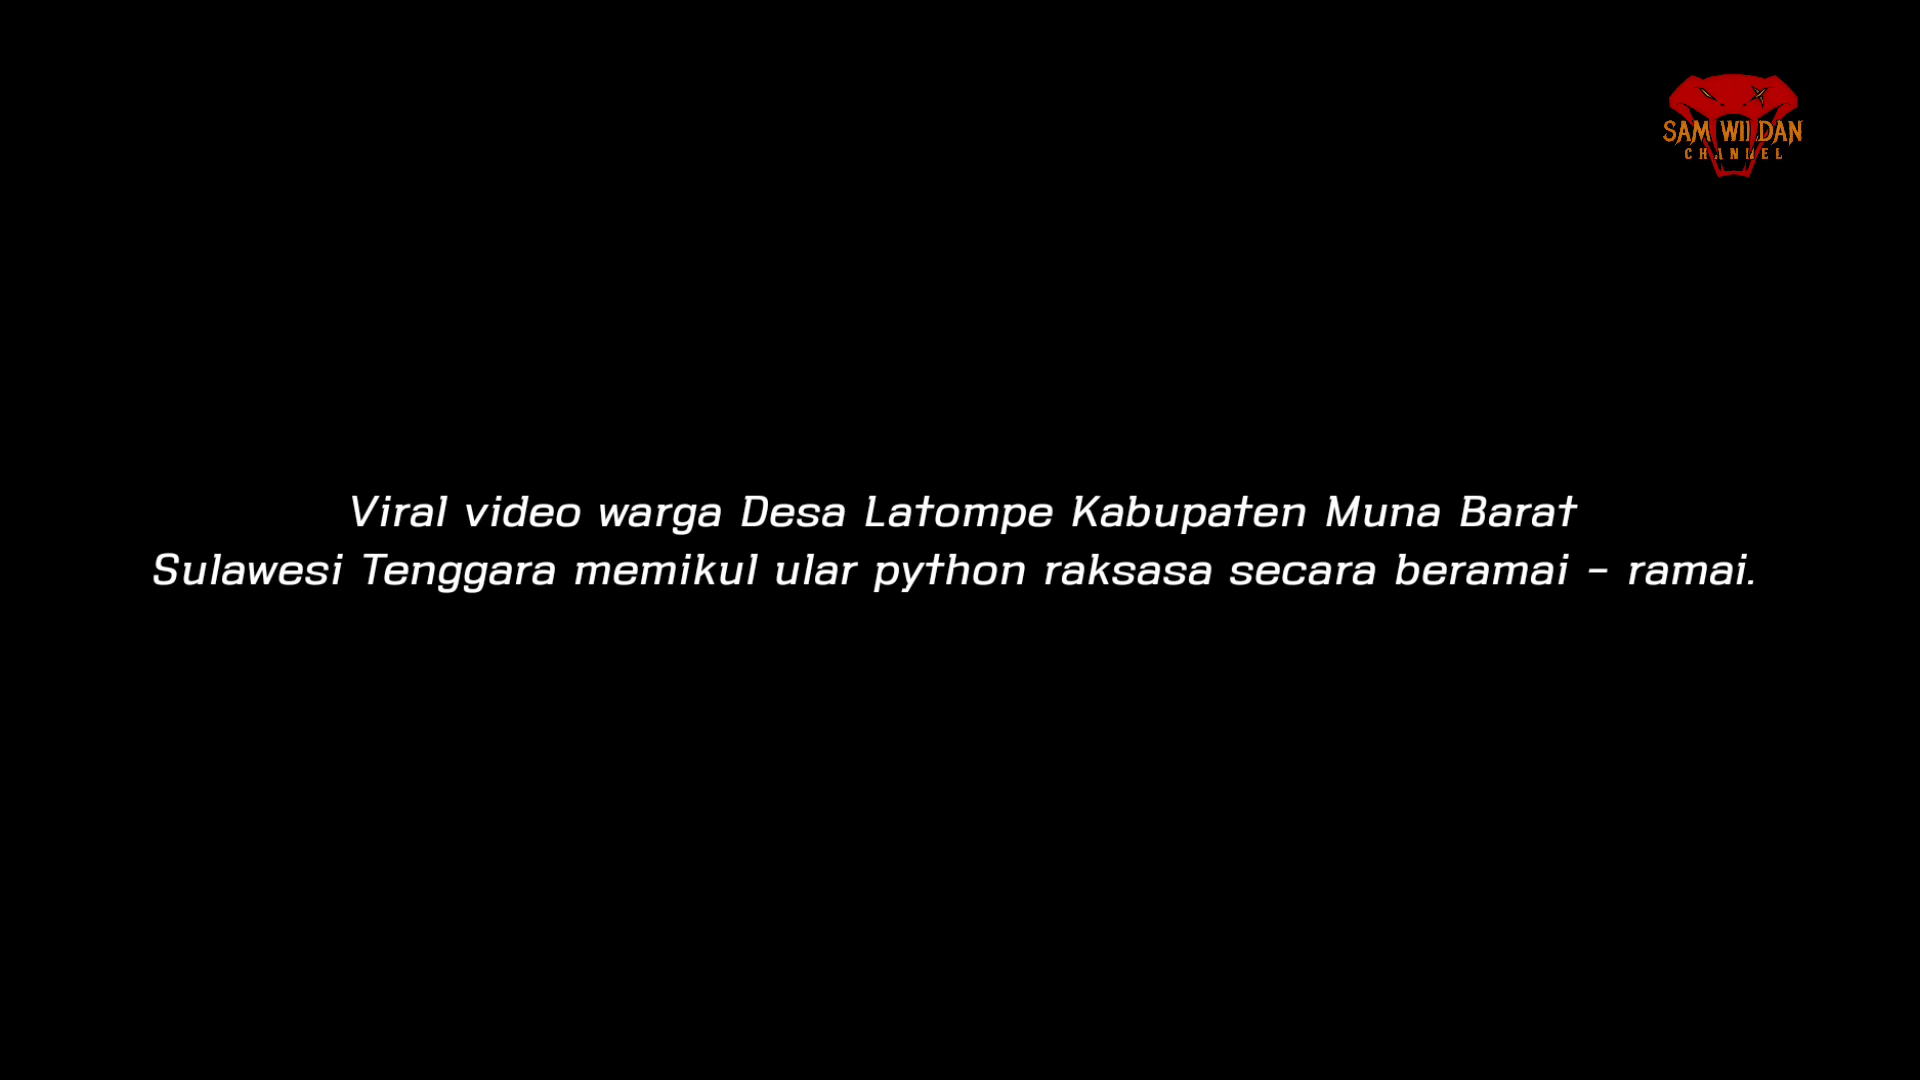 SAM WILDAN
CHANNEL
Viral video warga Desa Latompe Kabupaten Muna Barat
Sulawesi Tenggara memikul ular python raksasa secara beramai - ramai.